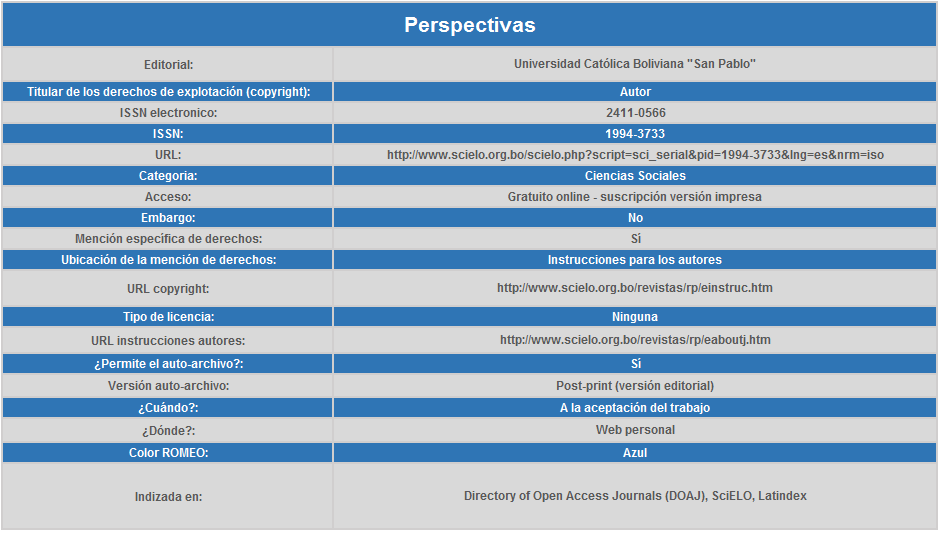 Perspectivas
Editorial: Universidad Católica Boliviana "San Pablo"
Titular de los derechos de explotación (copyright): Autor
ISSN electronico: 2411-0566
ISSN: 1994-3733
URL: http://www.scielo.org.bo/scielo.php?script=sci_serial&pid=1994-3733&lng=es&nrm=iso
Categoria: Ciencias Sociales
Acceso: Gratuito online - suscripción versión impresa
Embargo: No
Mención específica de derechos: Sí
Ubicación de la mención de derechos: Instrucciones para los autores
URL copyright: http://www.scielo.org.bo/revistas/rp/einstruc.htm
Tipo de licencia: Ninguna
URL instrucciones autores: http://www.scielo.org.bo/revistas/rp/eaboutj.htm
¿Permite el auto-archivo?: Sí
Versión auto-archivo: Post-print (versión editorial)
¿Cuándo?: A la aceptación del trabajo
¿Dónde?: Web personal
Color ROMEO: Azul
Indizada en: Directory of Open Access Journals (DOAJ), SciELO, Latindex